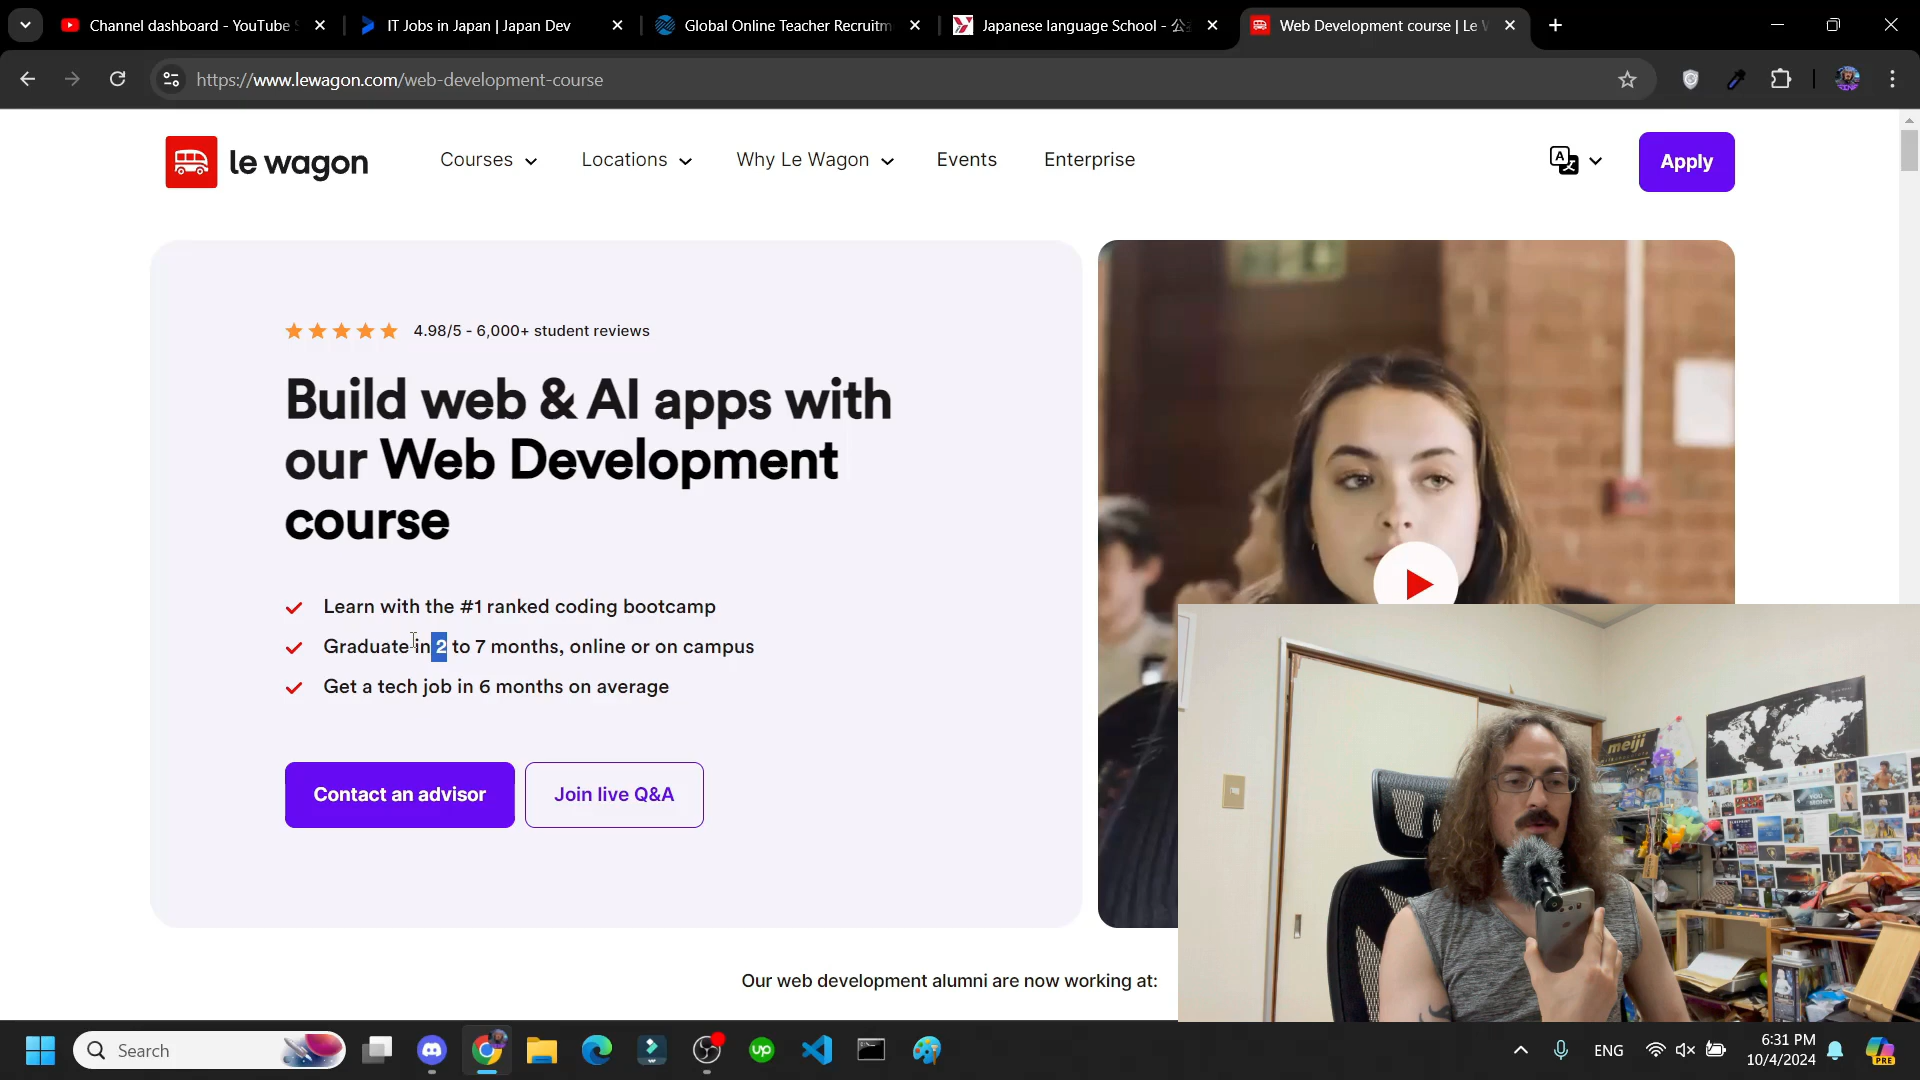 Channel dashboard - YouTube
IT Jobs in Japan | Japan Dev
Global Online Teacher Recruitm
Japanese language School - 公
Web Development course | Le
https://www.lewagon.com/web-development-course
le wagon
Courses
Locations
Why Le Wagon
Events
Enterprise
Apply
4.98/5 - 6,000+ student reviews
Build web & AI apps with
our Web Development
course
Learn with the #1 ranked coding bootcamp
Graduate in 2 to 7 months, online or on campus
Get a tech job in 6 months on average
Contact an advisor
Join live Q&A
Our web development alumni are now working at:
meiji
YOU
MONEY
Search
up
ENG
6:31 PM
10/4/2024
PRE